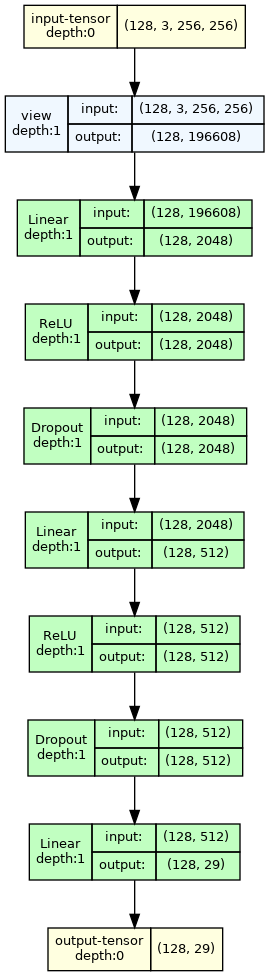 input-tensor
depth:0
(128, 3, 256, 256)
view
depth:1
input:
(128, 3, 256, 256)
output:
(128, 196608)
Linear
depth:1
input:
(128, 196608)
output:
(128, 2048)
ReLU
depth:1
input:
(128, 2048)
output:
(128, 2048)
Dropout
depth:1
input:
(128, 2048)
output:
(128, 2048)
Linear
depth:1
input:
(128, 2048)
output:
(128, 512)
ReLU
depth:1
input:
(128, 512)
output:
(128, 512)
Dropout
depth:1
input:
(128, 512)
output:
(128, 512)
Linear
depth:1
input:
(128, 512)
output:
(128, 29)
output-tensor
depth:0
(128, 29)